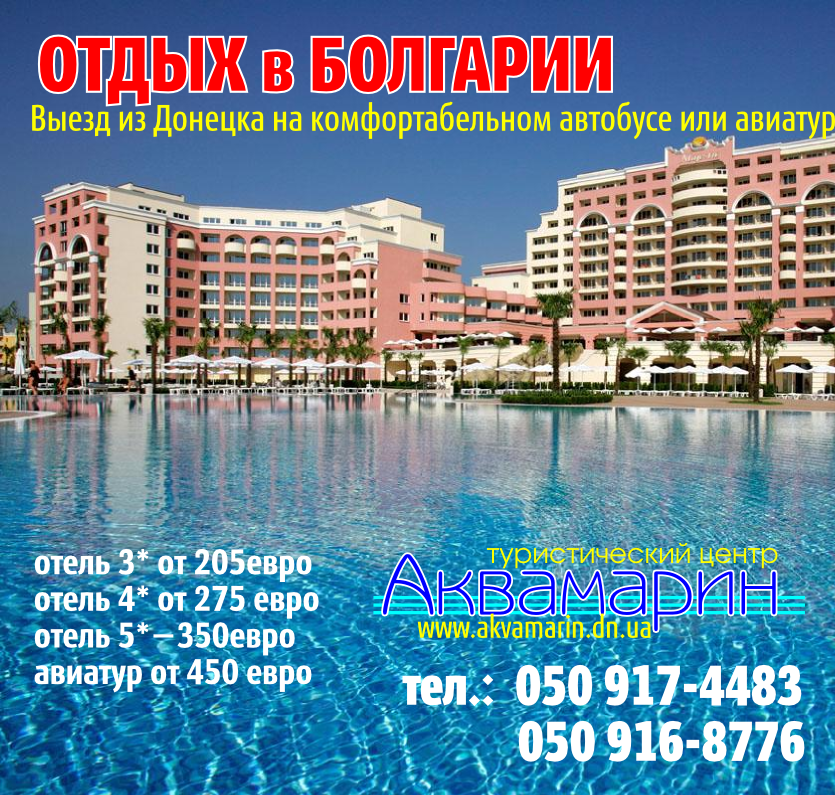 ОТДЫХ в БОЛГАРИИ
Выезд из Донецка на комфортабельном автобусе или авиатур
отель 3* от 205евро
отель 4* от 275 евро
отель 5*–350евро
авиатур от 450 евро
туристический центр
Аквамарин
www.akvamarin.dn.ua
тел.: 050 917-4483
050 916-8776